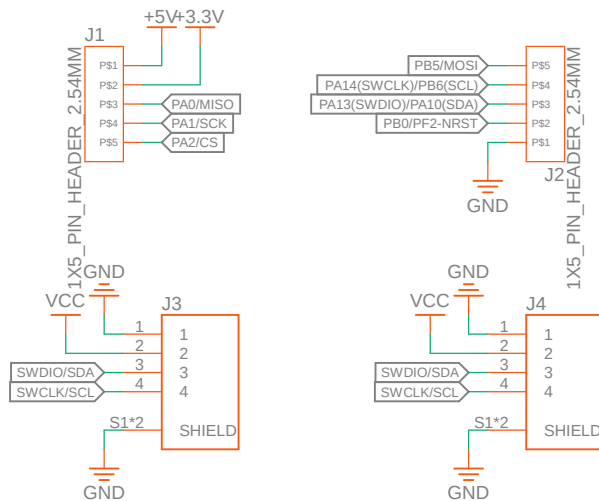 +5V
+3.3V
J1
P$1
P$2
P$3
P$4
P$5
PA0/MISO
PA1/SCK
PA2/CS
1X5_PIN_HEADER_2.54MM
PB5/MOSI
PA14(SWCLK)/PB6(SCL)
PA13(SWDIO)/PA10(SDA)
PB0/PF2-NRST
P$5
P$4
P$3
P$2
P$1
J2
GND
1X5_PIN_HEADER_2.54MM
GND
VCC
J3
1 1
2 2
SWDIO/SDA 3 3
SWCLK/SCL 4 4
S1*2 SHIELD
GND
GND
VCC
J4
1 1
2 2
SWDIO/SDA 3 3
SWCLK/SCL 4 4
S1*2 SHIELD
GND